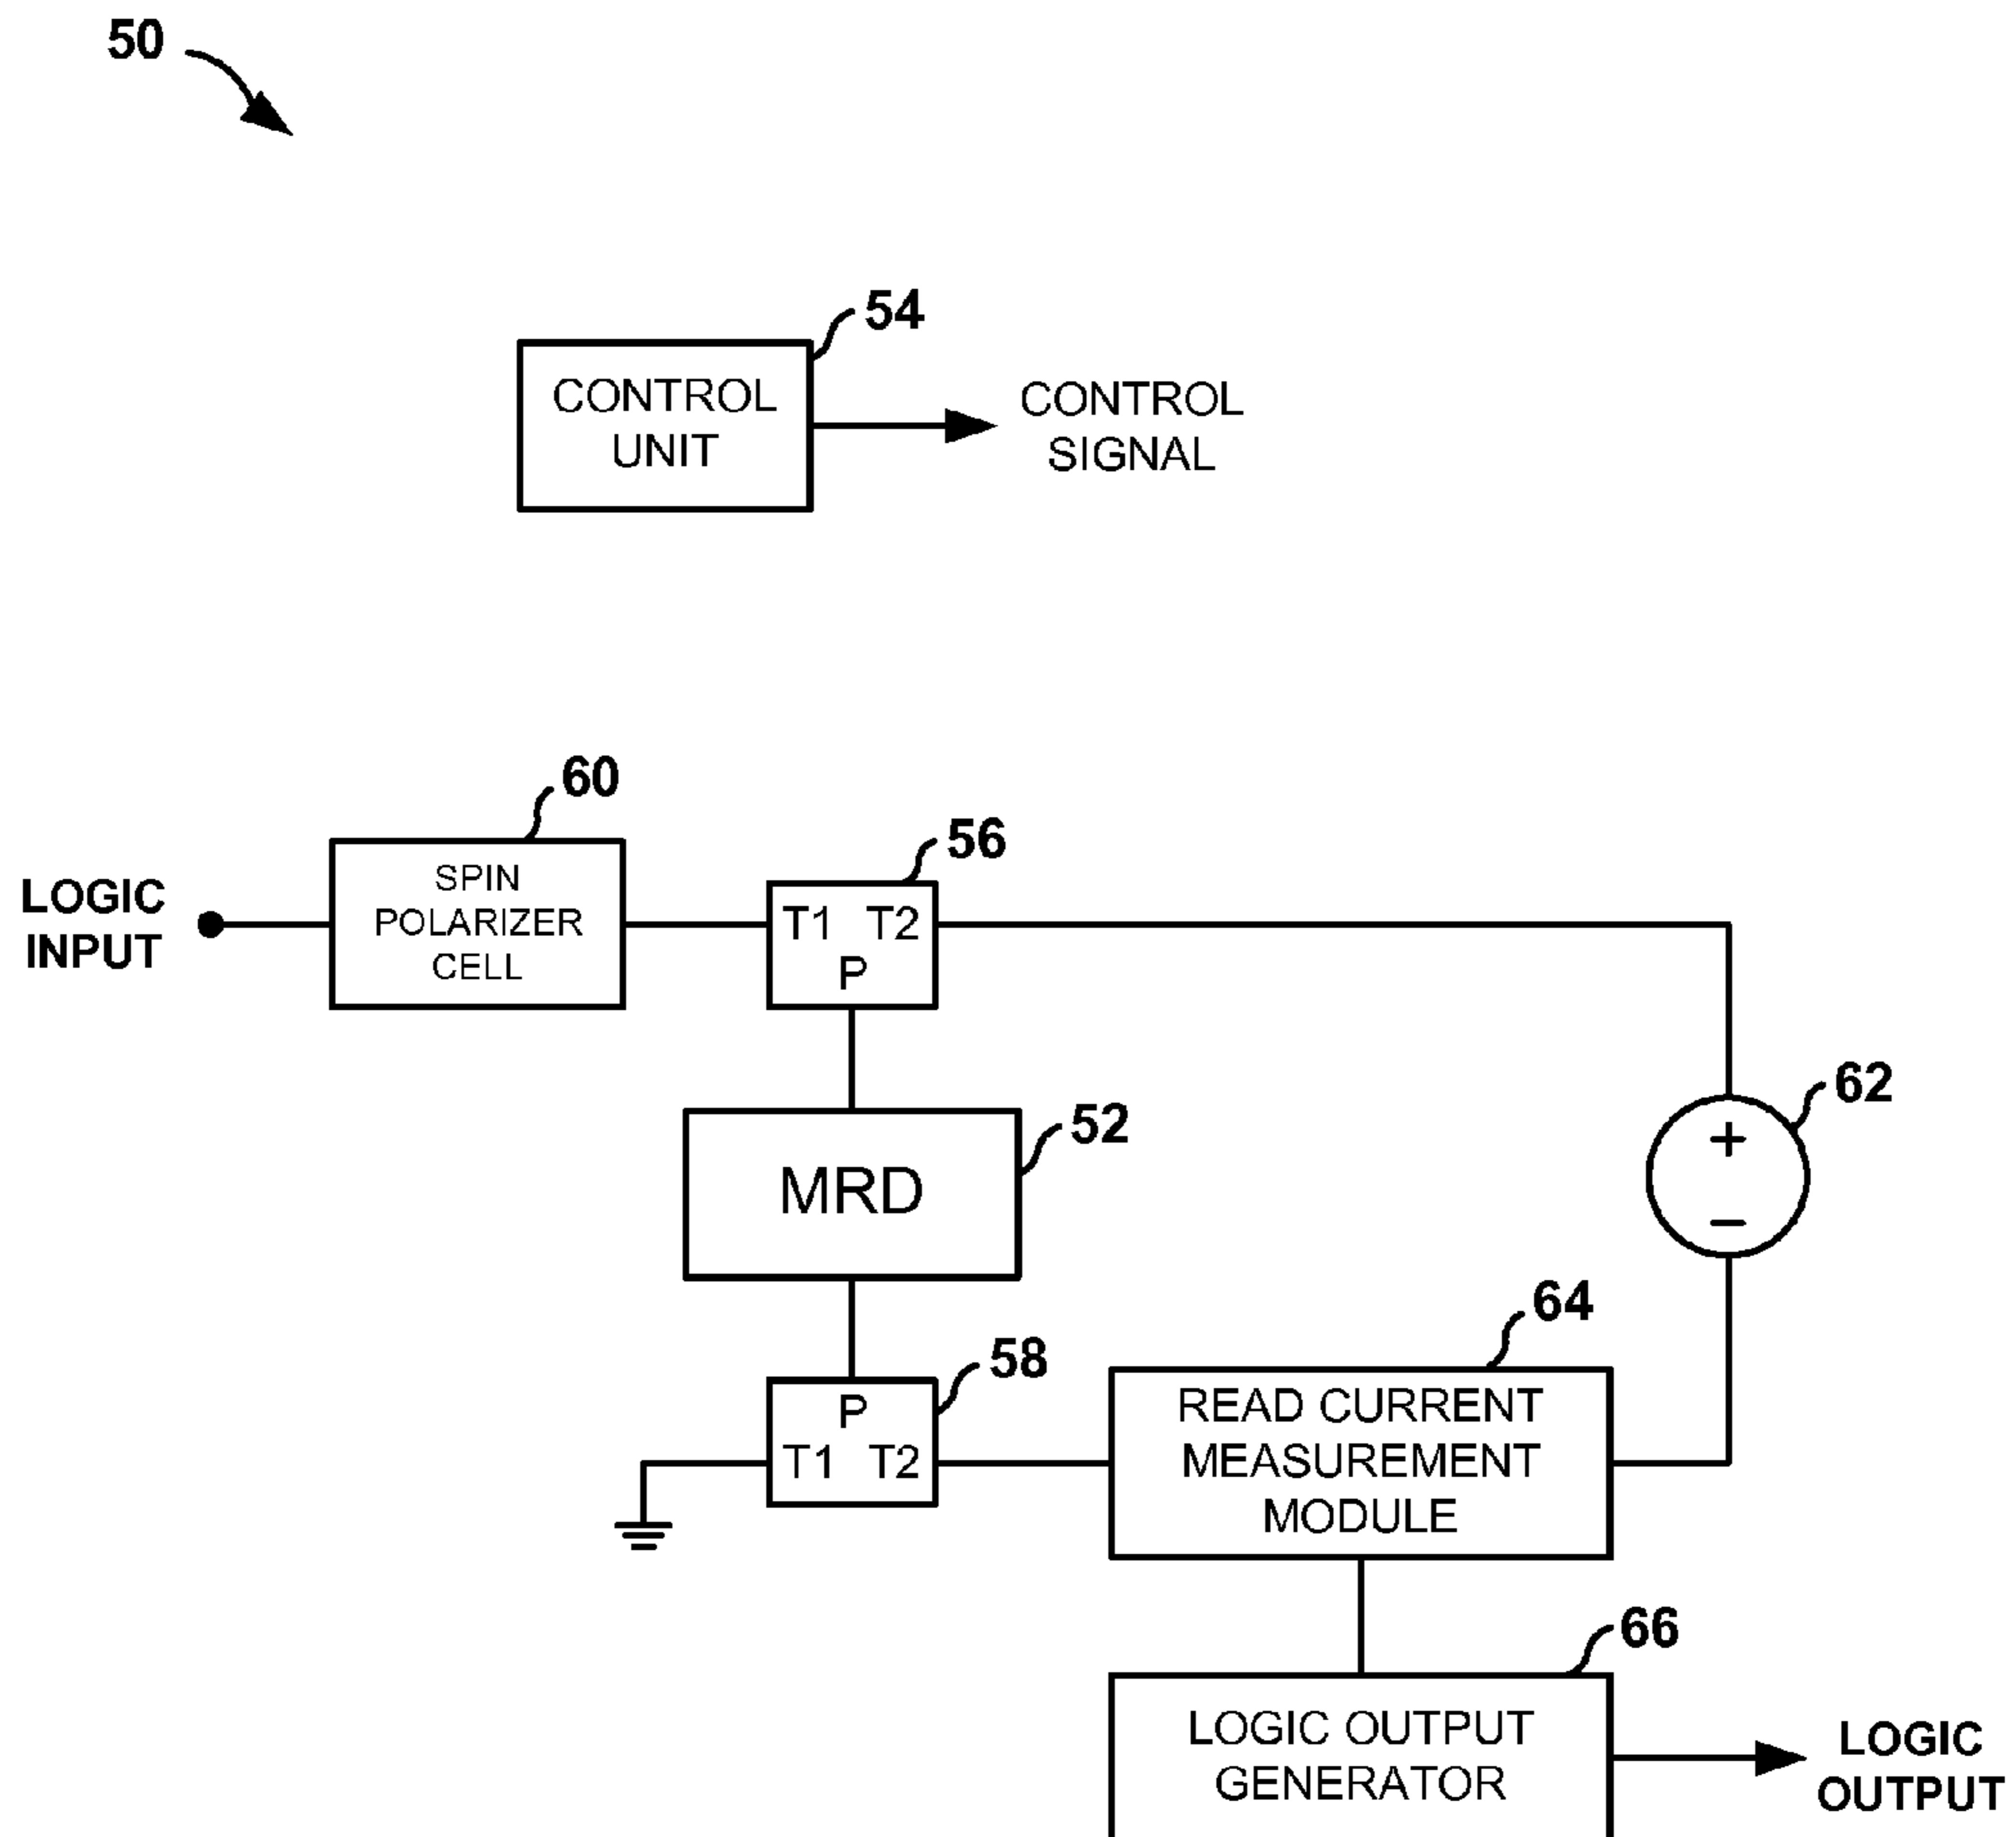 50
54
CONTROL
UNIT
CONTROL
SIGNAL
60
56
LOGIC
INPUT
SPIN
POLARIZER
CELL
T1 T2
P
62
52
MRD
+
−
64
58
P
T1 T2
READ CURRENT
MEASUREMENT
MODULE
66
LOGIC OUTPUT
GENERATOR
LOGIC
OUTPUT